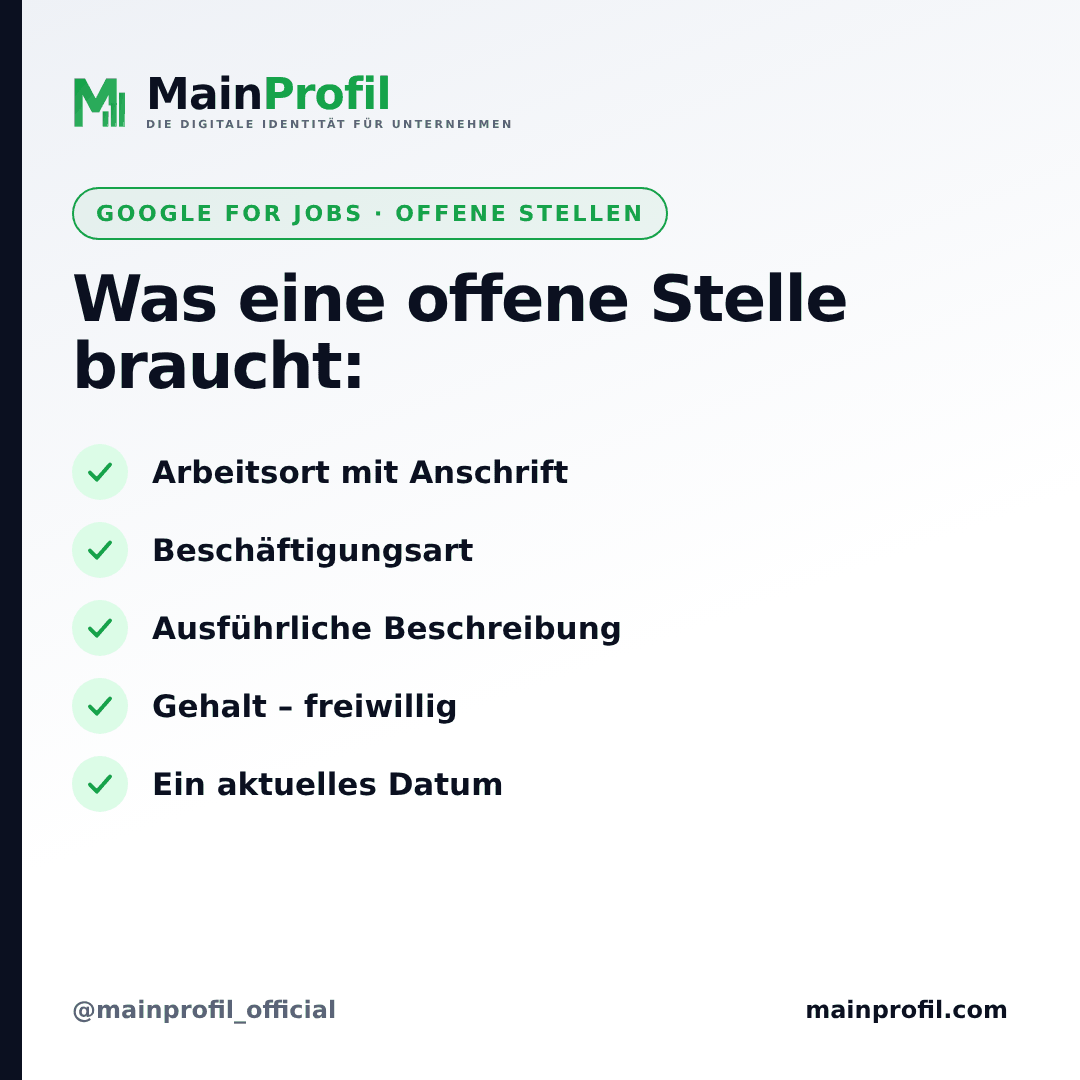 MainProfil
DIE DIGITALE IDENTITÄT FÜR UNTERNEHMEN
GOOGLE FOR JOBS · OFFENE STELLEN
Was eine offene Stelle
braucht:
Arbeitsort mit Anschrift
Beschäftigungsart
Ausführliche Beschreibung
Gehalt – freiwillig
Ein aktuelles Datum
@mainprofil_official
mainprofil.com